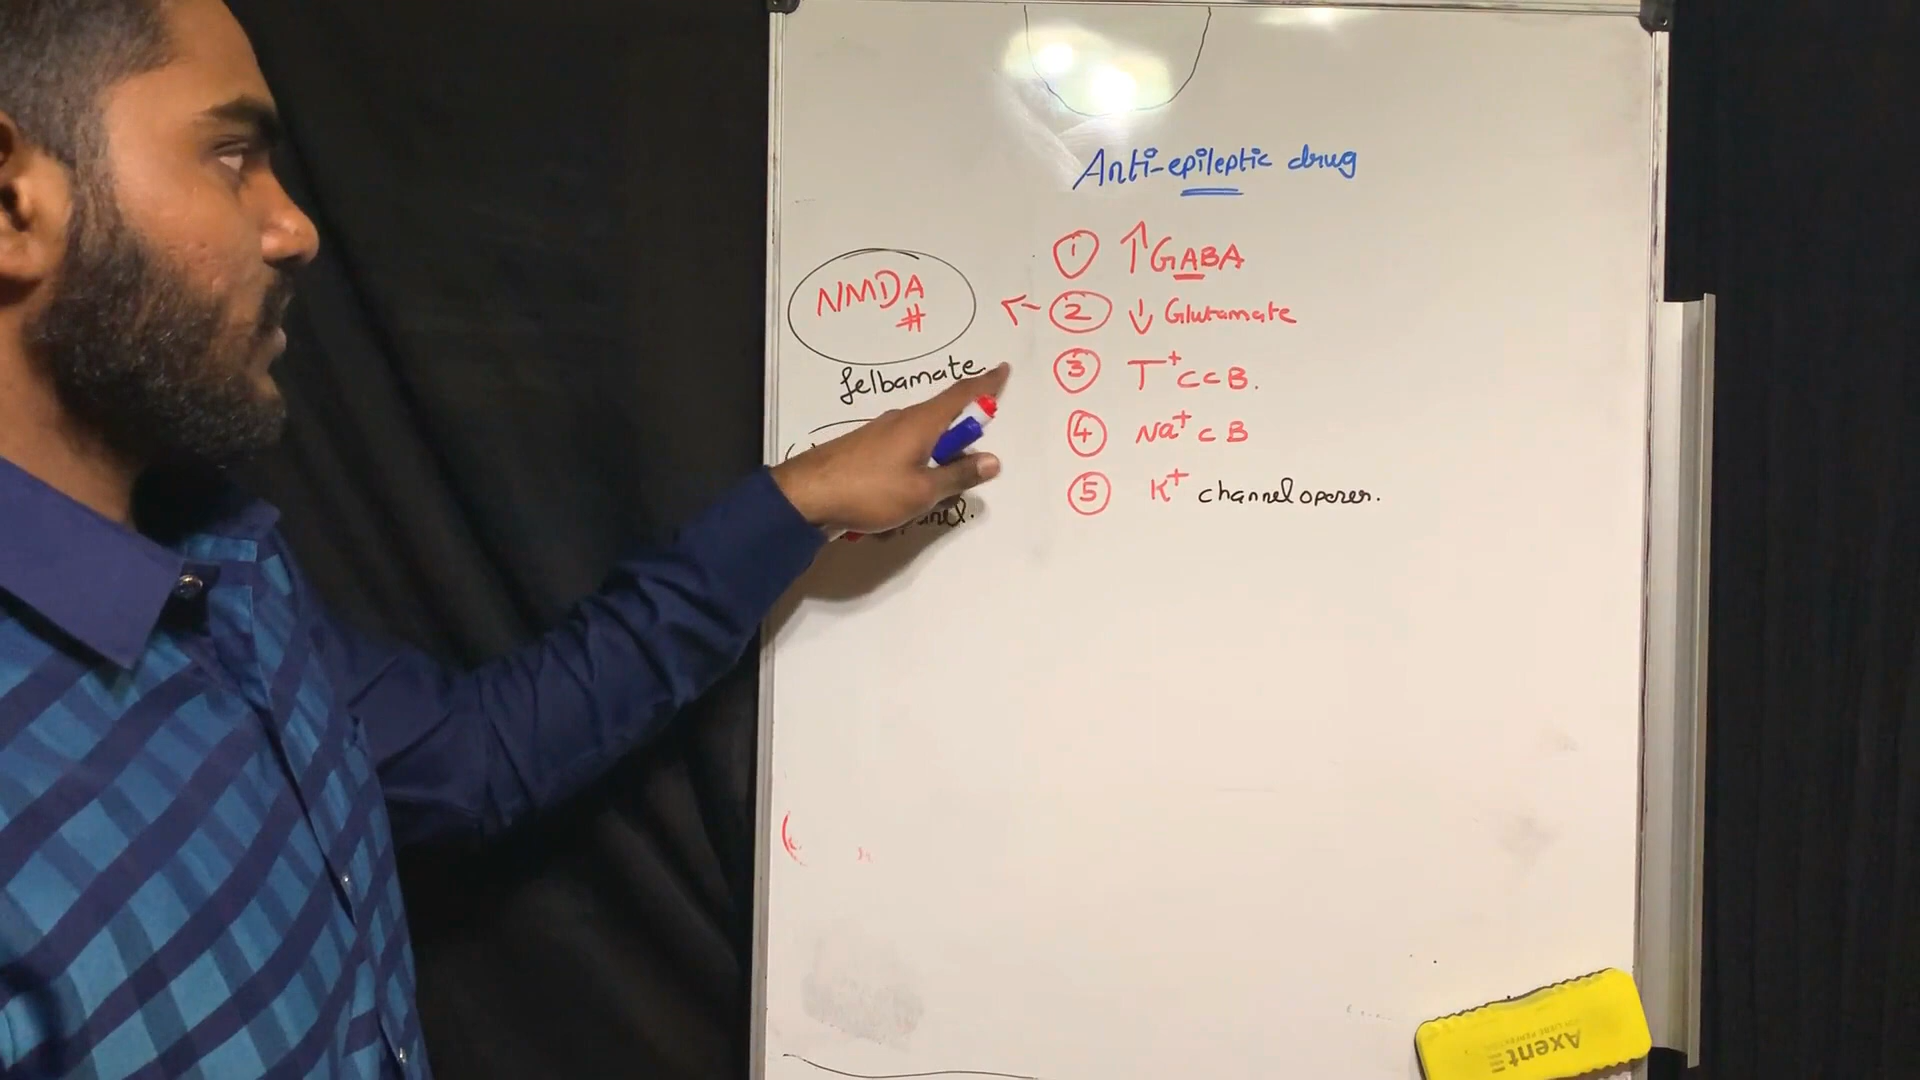 Anti-epileptic drug
① ↑GABA
② ↓ Glutamate
③ T⁺CCB.
④ Na⁺CB
⑤ K⁺ channel opener.
NMDA
#
felbamate
Axent